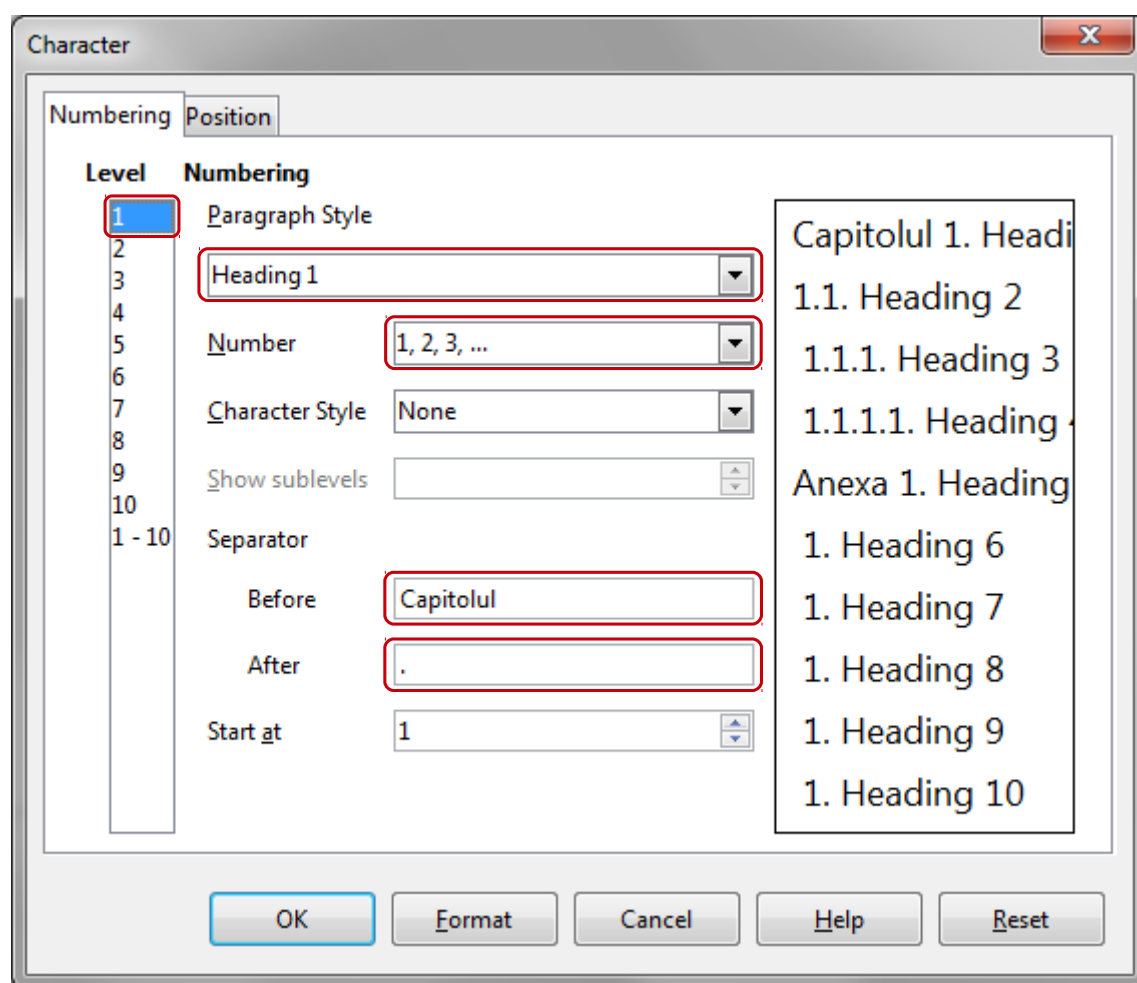 Character
Numbering Position
Level Numbering
1
2
3
4
5
6
7
8
9
10
1 - 10
Paragraph Style
Heading 1
Number 1, 2, 3, ...
Character Style None
Show sublevels
Separator
Before Capitolul
After .
Start at 1
Capitolul 1. Headi
1.1. Heading 2
1.1.1. Heading 3
1.1.1.1. Heading
Anexa 1. Heading
1. Heading 6
1. Heading 7
1. Heading 8
1. Heading 9
1. Heading 10
OK Format Cancel Help Reset